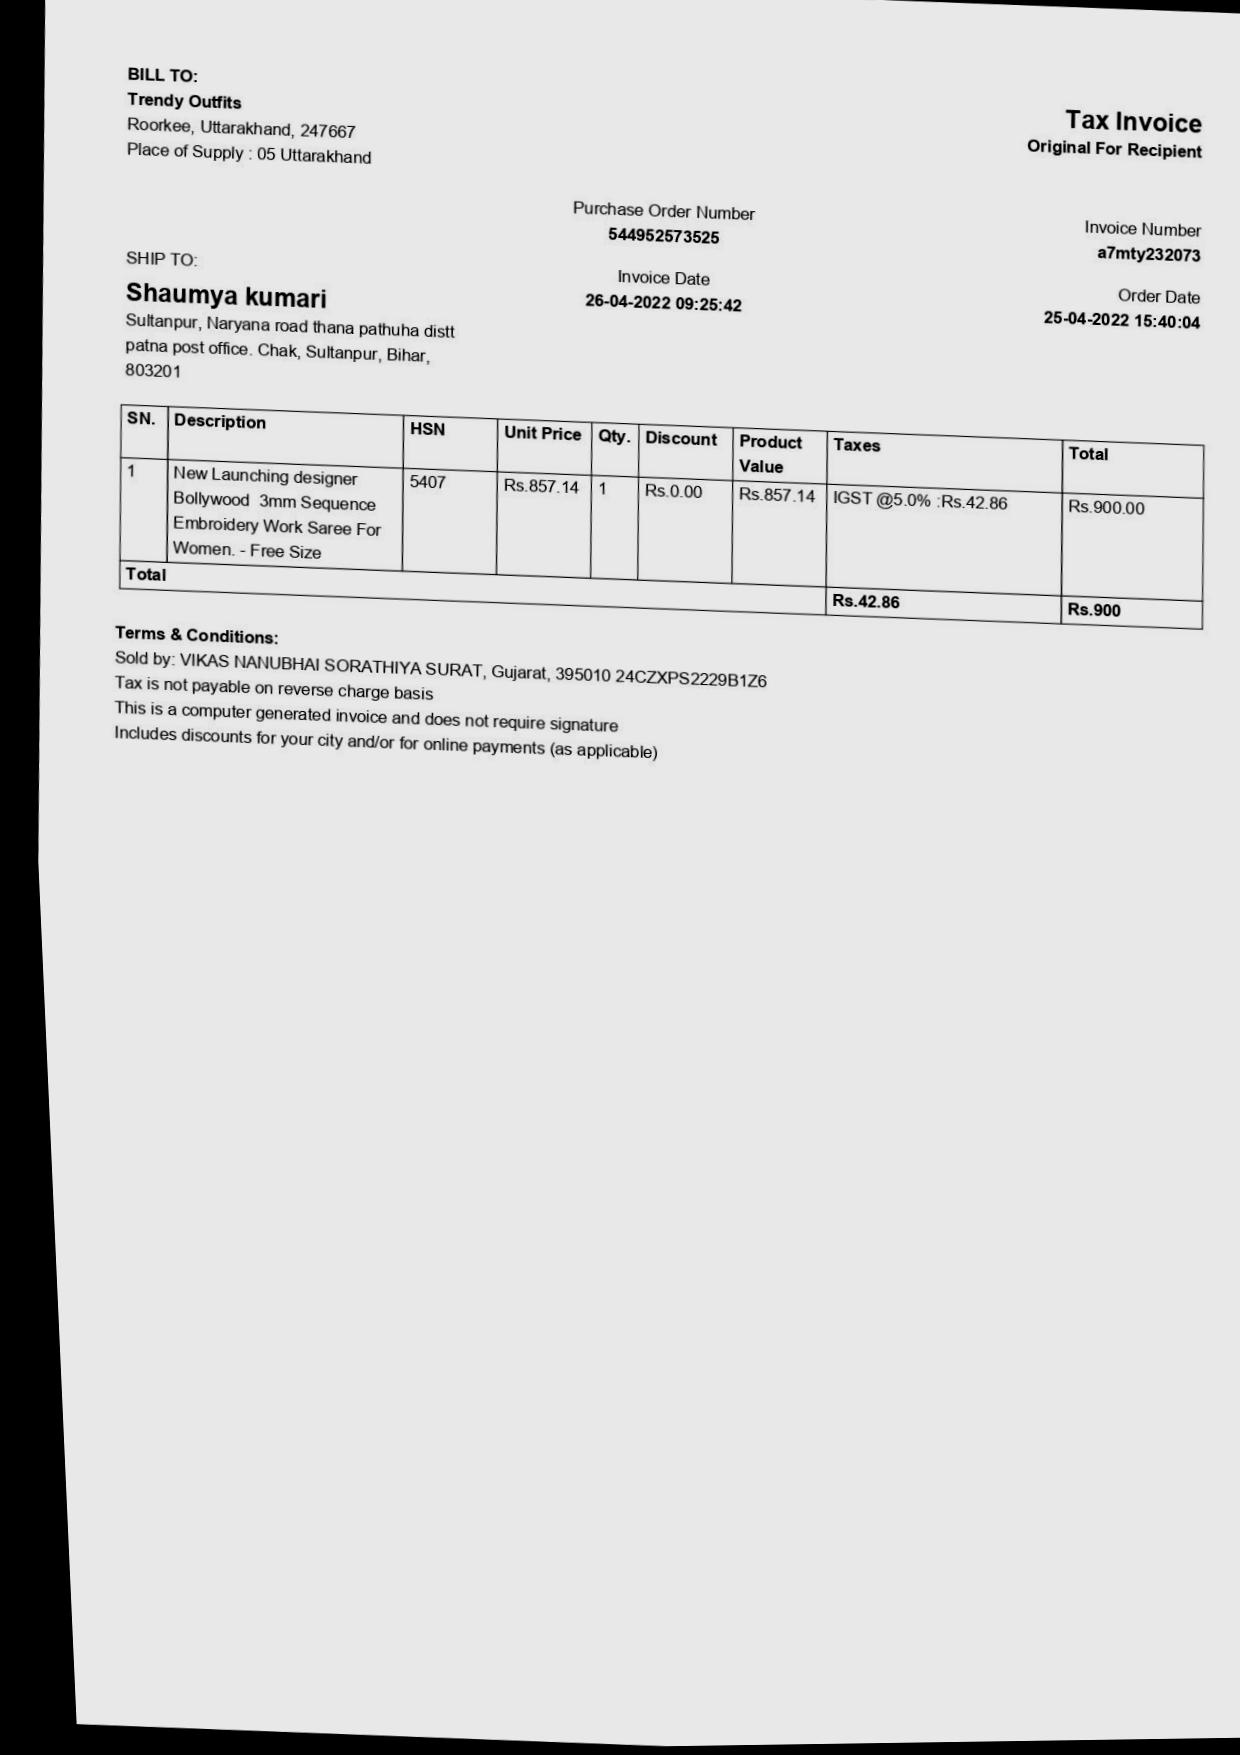 BILL TO:
Trendy Outfits
Roorkee, Uttarakhand, 247667
Place of Supply : 05 Uttarakhand
Tax Invoice
Original For Recipient
Purchase Order Number
544952573525
Invoice Number
a7mty232073
Invoice Date
26-04-2022 09:25:42
Order Date
25-04-2022 15:40:04
SHIP TO:
Shaumya kumari
Sultanpur, Naryana road thana pathuha distt
patna post office. Chak, Sultanpur, Bihar,
803201
SN. Description HSN Unit Price Qty. Discount Product Value Taxes Total
1 New Launching designer 5407 Rs.857.14 1 Rs.0.00 Rs.857.14 IGST @5.0% :Rs.42.86 Rs.900.00
Bollywood 3mm Sequence
Embroidery Work Saree For
Women. - Free Size
Total Rs.42.86 Rs.900
Terms & Conditions:
Sold by: VIKAS NANUBHAI SORATHIYA SURAT, Gujarat, 395010 24CZXPS2229B1Z6
Tax is not payable on reverse charge basis
This is a computer generated invoice and does not require signature
Includes discounts for your city and/or for online payments (as applicable)